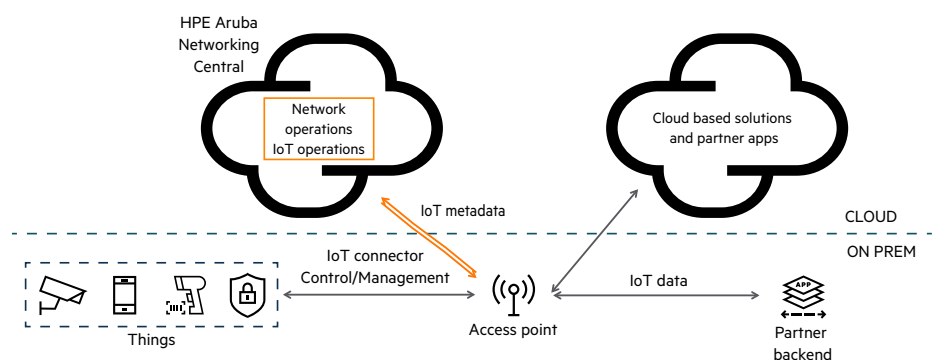 HPE Aruba
Networking
Central
Network
operations
IoT operations
Cloud based solutions
and partner apps
IoT metadata
CLOUD
ON PREM
IoT connector
Control/Management
IoT data
APP
Access point
Things
Partner
backend